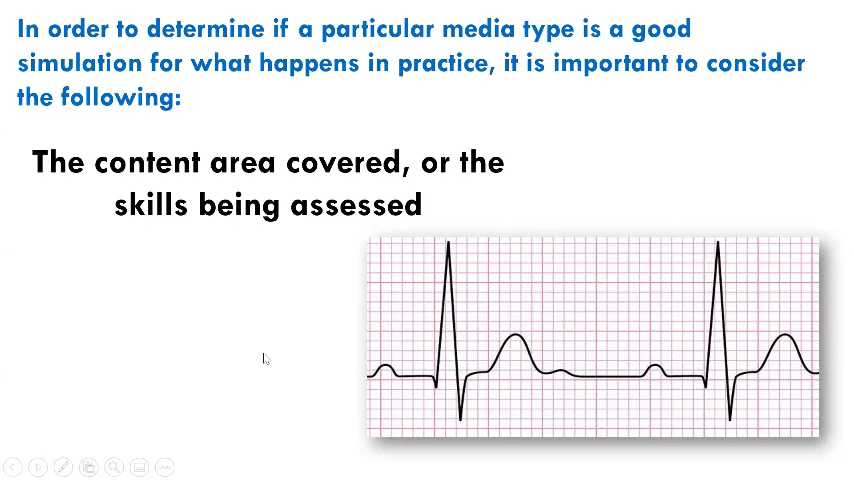 In order to determine if a particular media type is a good
simulation for what happens in practice, it is important to consider
the following:
The content area covered, or the
skills being assessed